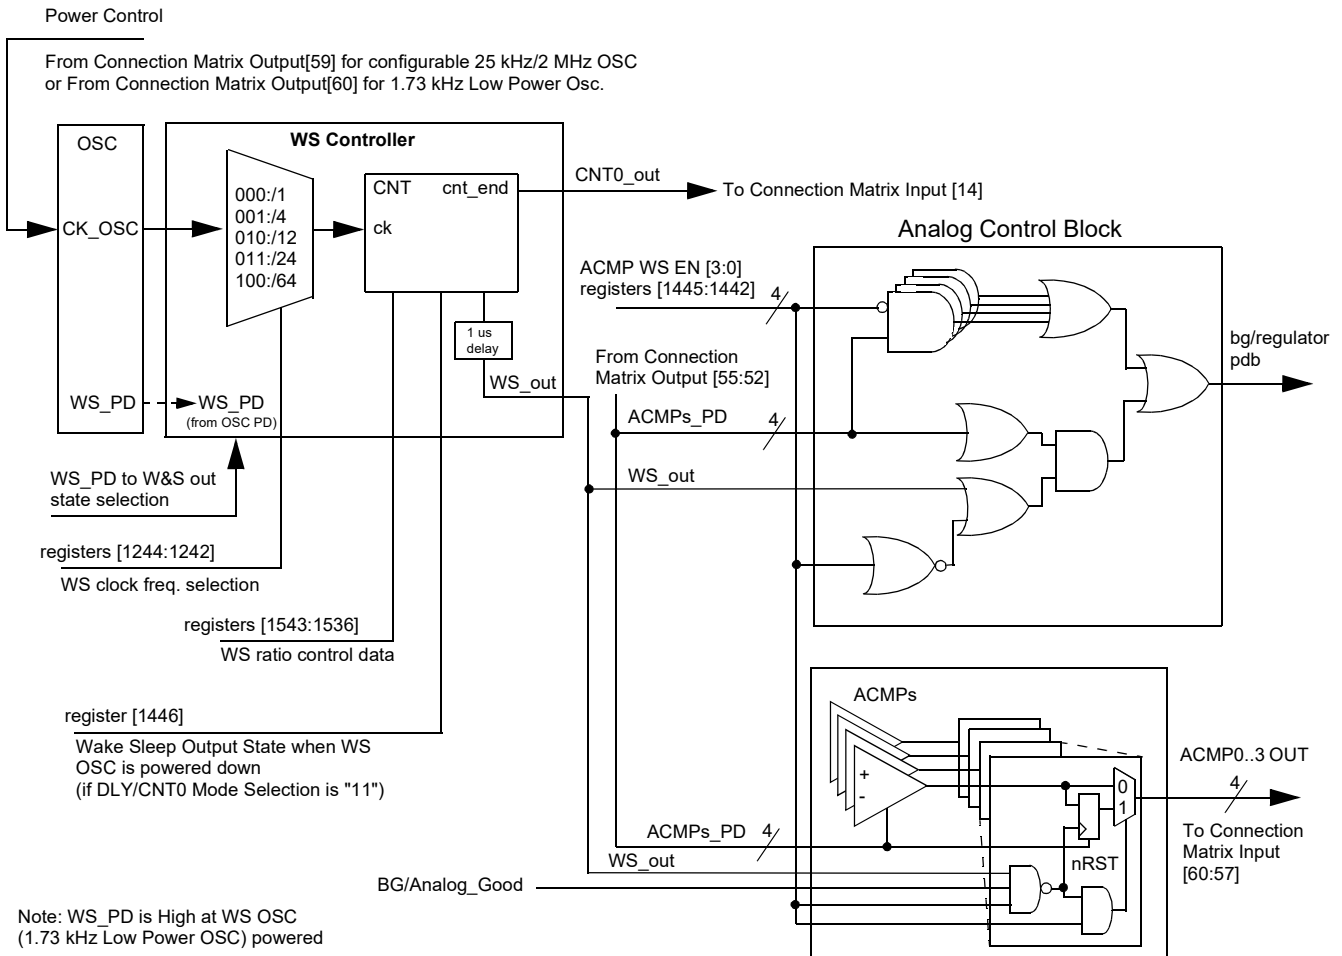 Power Control
From Connection Matrix Output[59] for configurable 25 kHz/2 MHz OSC
or From Connection Matrix Output[60] for 1.73 kHz Low Power Osc.
OSC
CK_OSC
WS_PD
WS Controller
000:/1
001:/4
010:/12
011:/24
100:/64
CNT
cnt_end
ck
1 us
delay
WS_out
WS_PD
(from OSC PD)
CNT0_out
To Connection Matrix Input [14]
WS_PD to W&S out
state selection
registers [1244:1242]
WS clock freq. selection
registers [1543:1536]
WS ratio control data
register [1446]
Wake Sleep Output State when WS
OSC is powered down
(if DLY/CNT0 Mode Selection is "11")
Note: WS_PD is High at WS OSC
(1.73 kHz Low Power OSC) powered
Analog Control Block
ACMP WS EN [3:0]
registers [1445:1442]
4
From Connection
Matrix Output [55:52]
ACMPs_PD
4
WS_out
bg/regulator
pdb
ACMPs
+
-
0
1
nRST
ACMPs_PD
4
WS_out
BG/Analog_Good
ACMP0..3 OUT
4
To Connection
Matrix Input
[60:57]